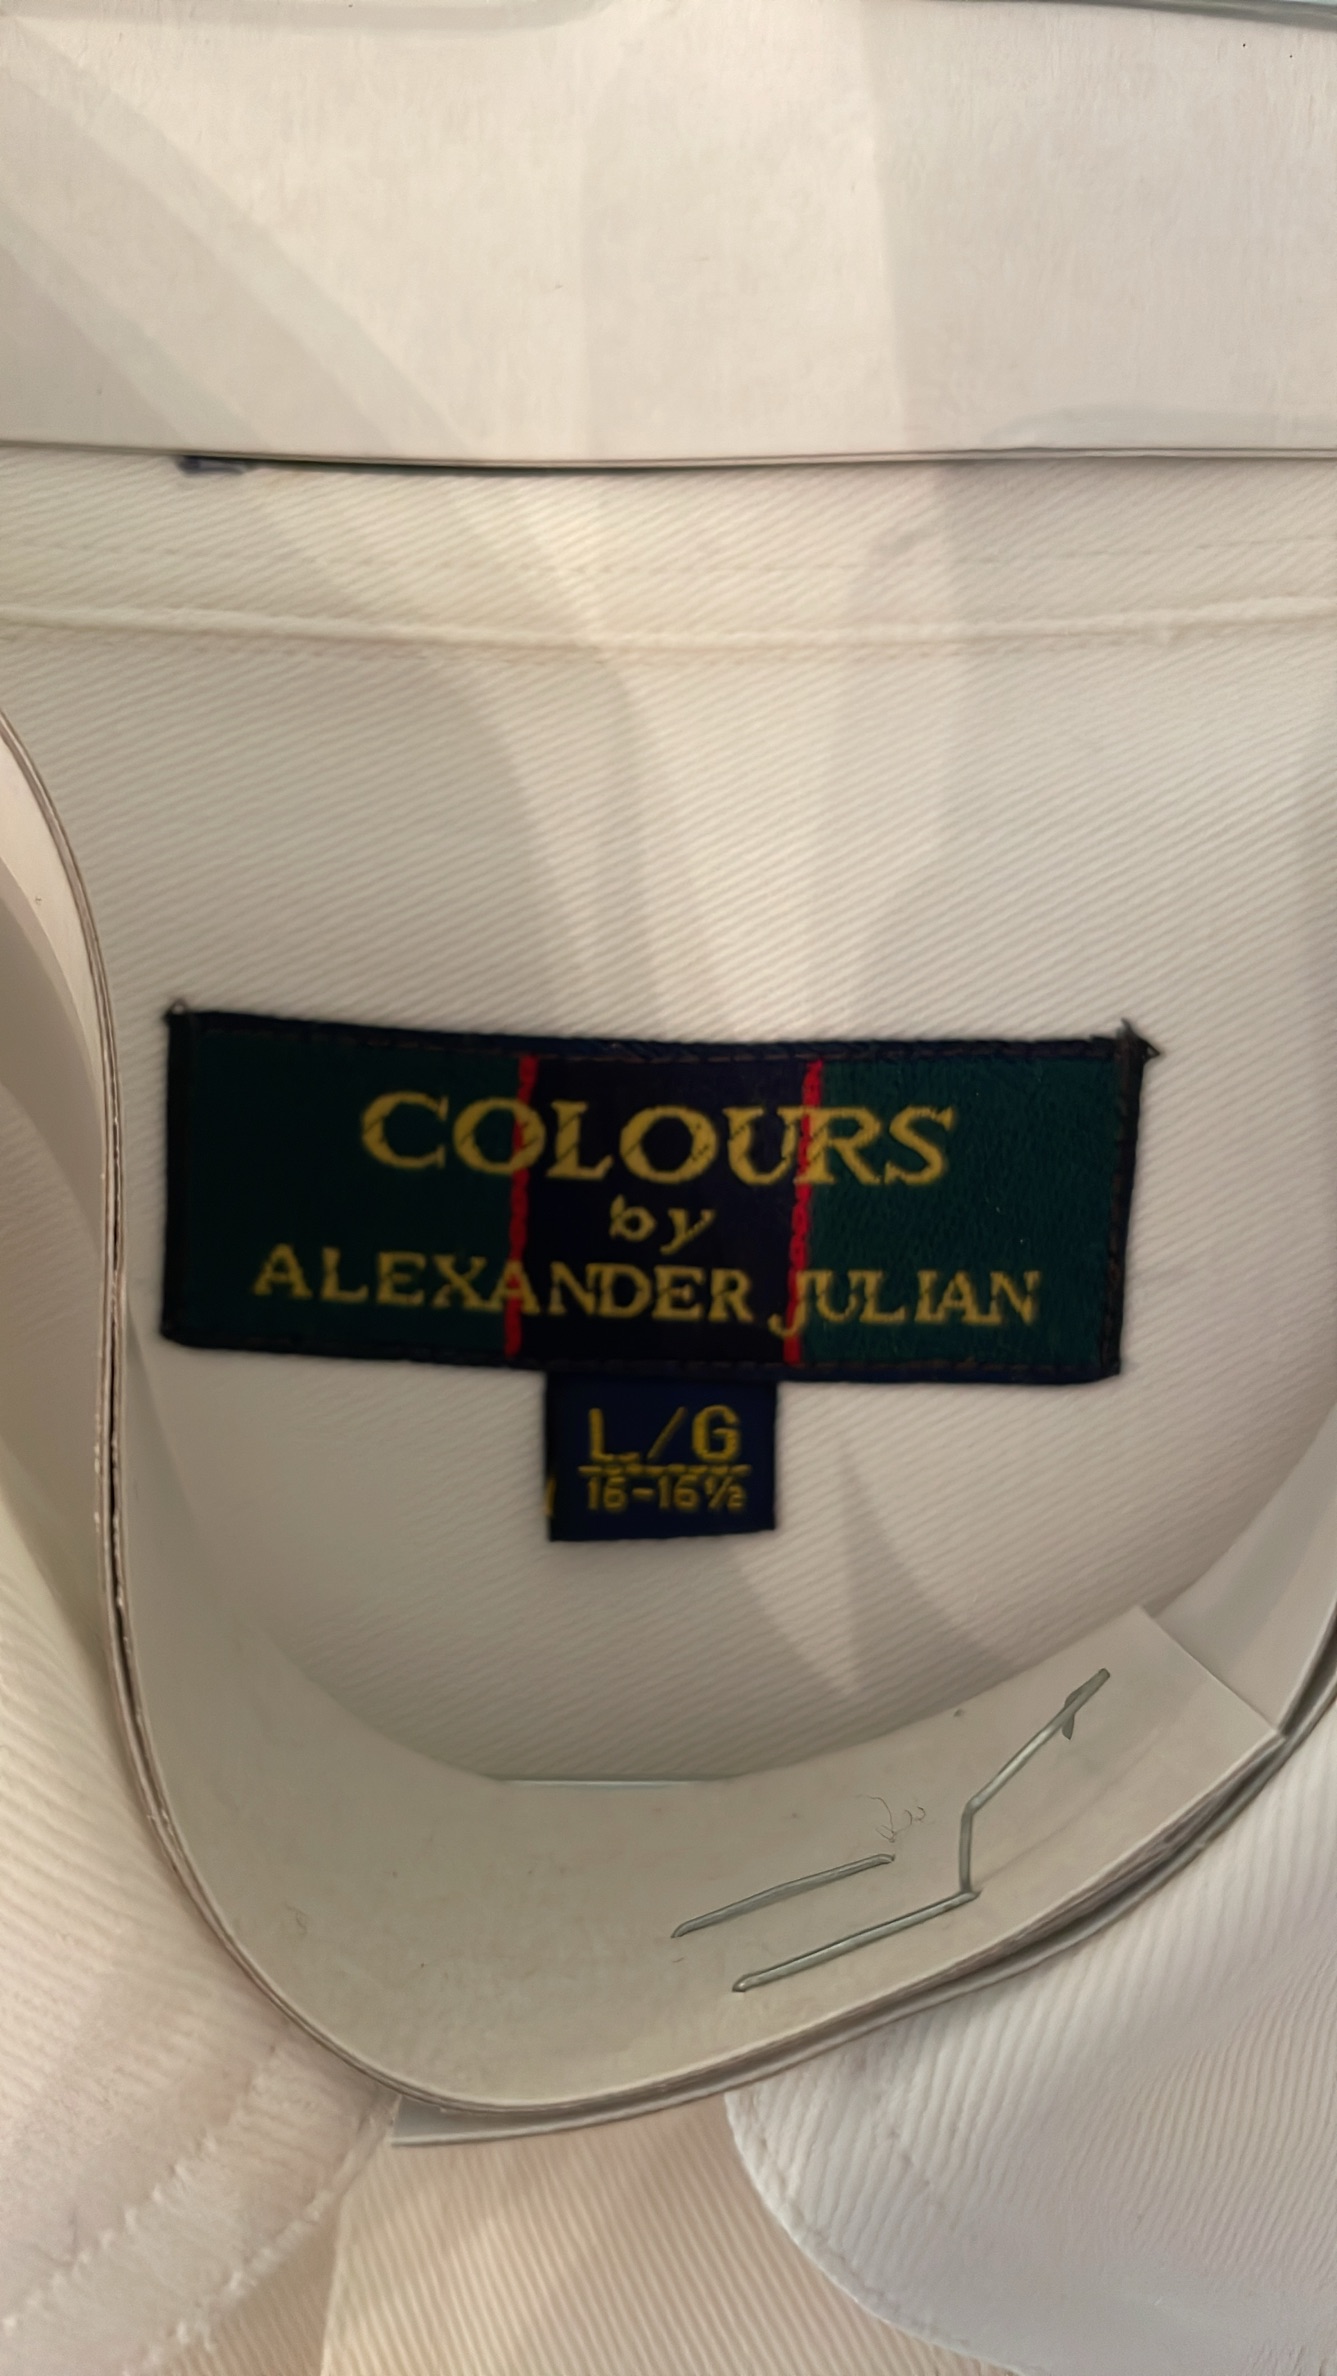 COLOURS
by
ALEXANDER JULIAN
L/G
16-16½